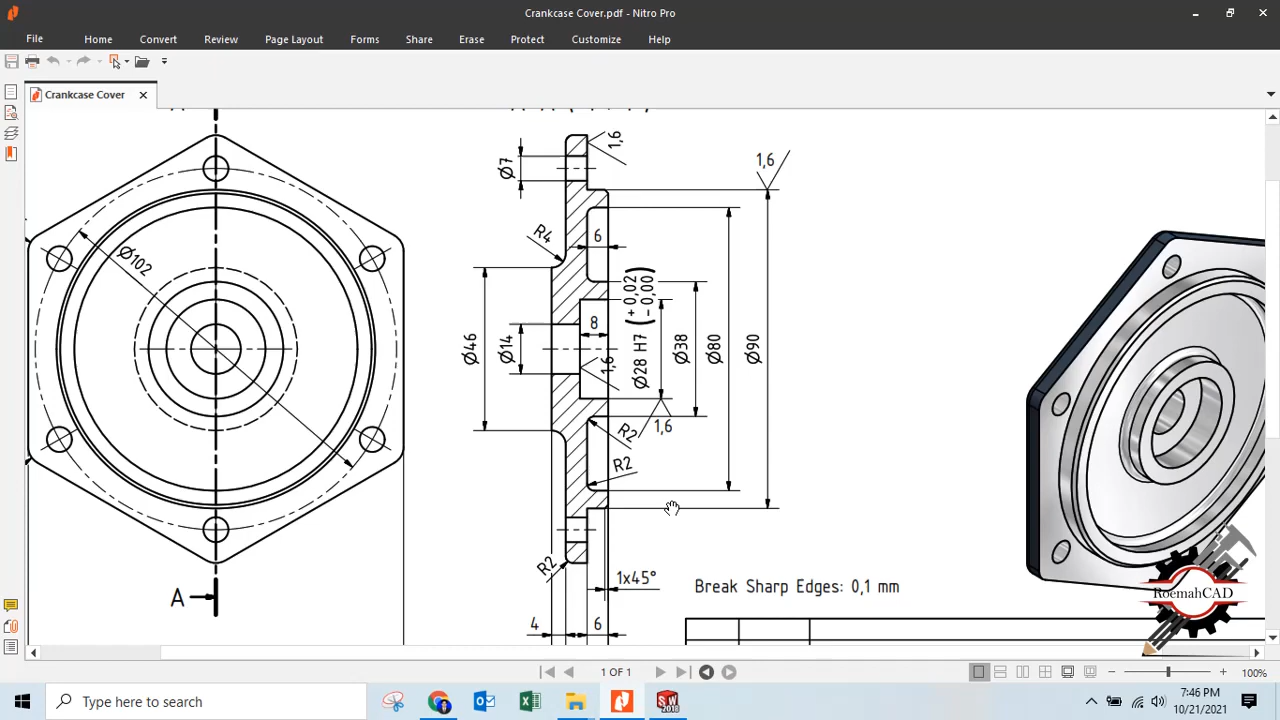 Crankcase Cover.pdf - Nitro Pro
File Home Convert Review Page Layout Forms Share Erase Protect Customize Help
Crankcase Cover
1,6
Ø7
1,6
R4
6
Ø102
Ø46
Ø14
8
1,6
Ø28 H7 ( + 0,02 - 0,00 )
Ø38
Ø80
Ø90
R2
1,6
R2
R2
1x45°
Break Sharp Edges: 0,1 mm
A
4
6
RoemahCAD
1 OF 1
100%
Type here to search
SW
2018
7:46 PM
10/21/2021